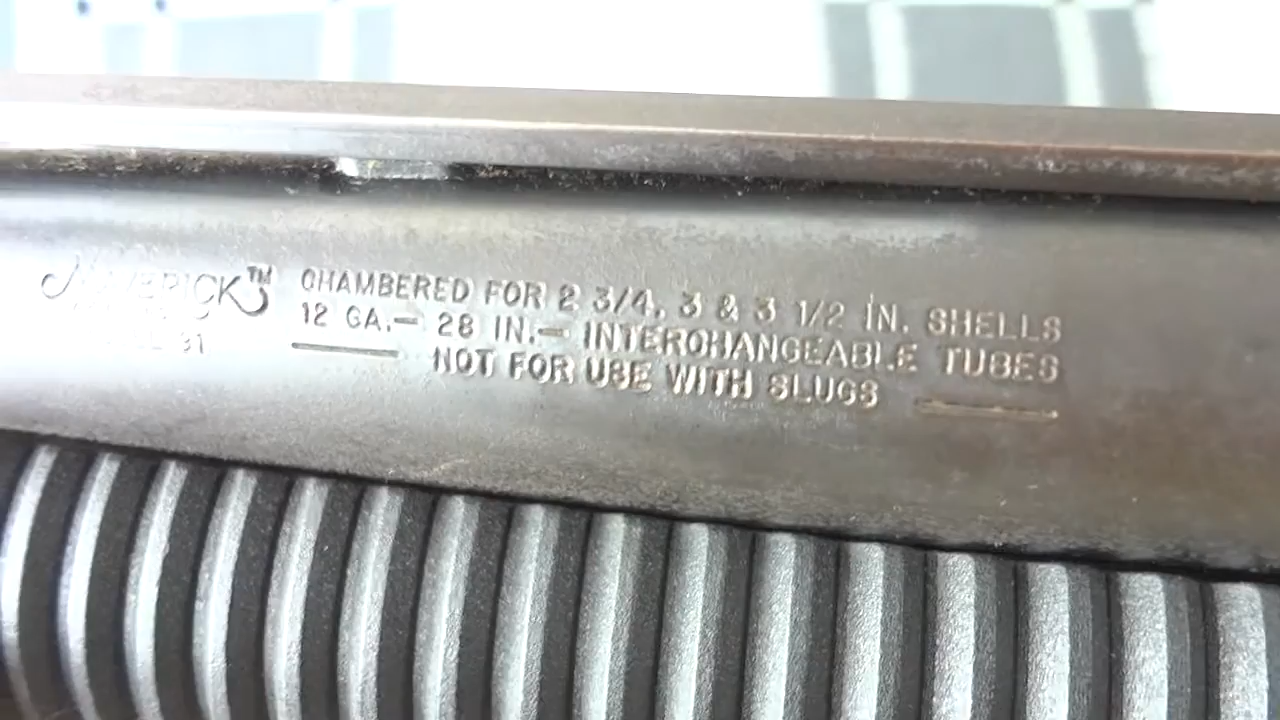 MAVERICK™
CHAMBERED FOR 2 3/4, 3 & 3 1/2 IN. SHELLS
12 GA.— 28 IN.— INTERCHANGEABLE TUBES
NOT FOR USE WITH SLUGS